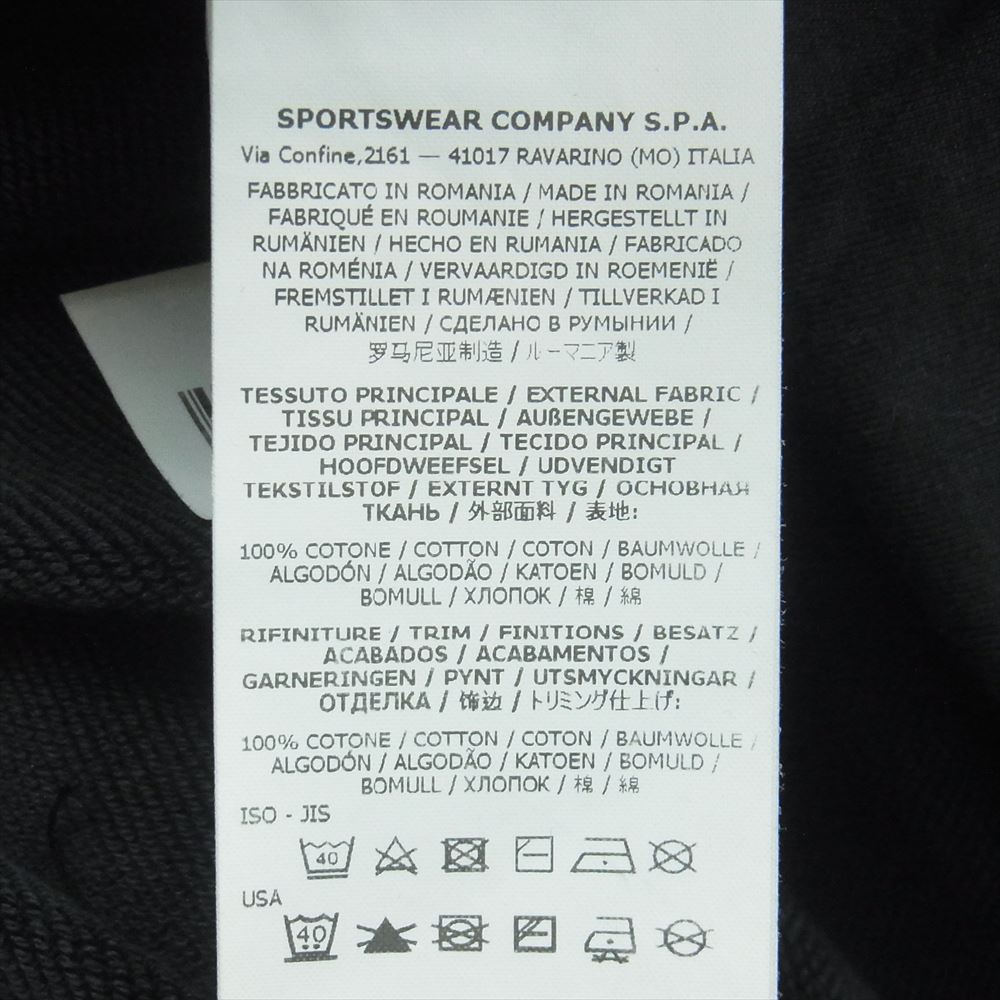 SPORTSWEAR COMPANY S.P.A.
Via Confine,2161 — 41017 RAVARINO (MO) ITALIA
FABBRICATO IN ROMANIA / MADE IN ROMANIA /
FABRIQUÉ EN ROUMANIE / HERGESTELLT IN
RUMÄNIEN / HECHO EN RUMANIA / FABRICADO
NA ROMÉNIA / VERVAARDIGD IN ROEMENIË /
FREMSTILLET I RUMÆNIEN / TILLVERKAD I
RUMÄNIEN / СДЕЛАНО В РУМЫНИИ /
罗马尼亚制造 / ルーマニア製
TESSUTO PRINCIPALE / EXTERNAL FABRIC /
TISSU PRINCIPAL / AUßENGEWEBE /
TEJIDO PRINCIPAL / TECIDO PRINCIPAL /
HOOFDWEEFSEL / UDVENDIGT
TEKSTILSTOF / EXTERNT TYG / ОСНОВНАЯ
ТКАНЬ / 外部面料 / 表地:
100% COTONE / COTTON / COTON / BAUMWOLLE /
ALGODÓN / ALGODÃO / KATOEN / BOMULD /
BOMULL / ХЛОПОК / 棉 / 綿
RIFINITURE / TRIM / FINITIONS / BESATZ /
ACABADOS / ACABAMENTOS /
GARNERINGEN / PYNT / UTSMYCKNINGAR /
ОТДЕЛКА / 饰边 / トリミング仕上げ:
100% COTONE / COTTON / COTON / BAUMWOLLE /
ALGODÓN / ALGODÃO / KATOEN / BOMULD /
BOMULL / ХЛОПОК / 棉 / 綿
ISO - JIS
40
USA
40